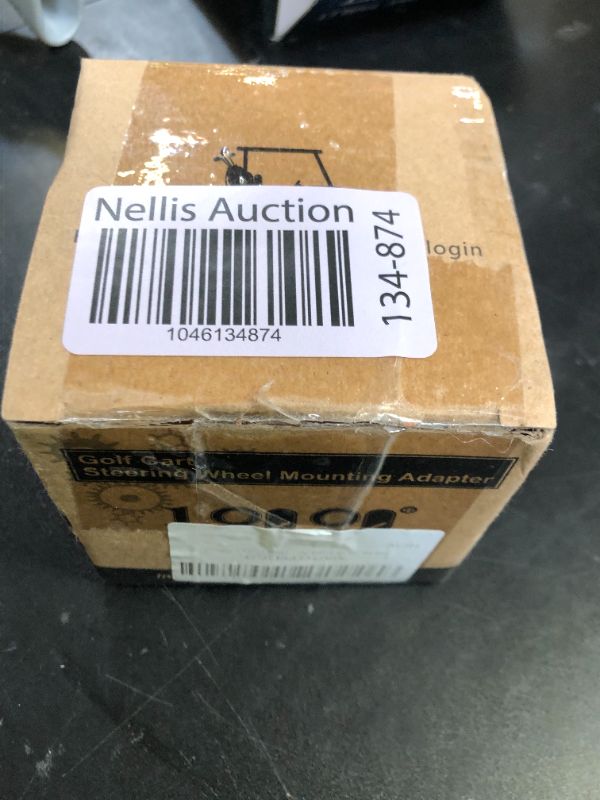 Nellis Auction
134-874
login
1046134874
Golf Cart
Steering Wheel Mounting Adapter